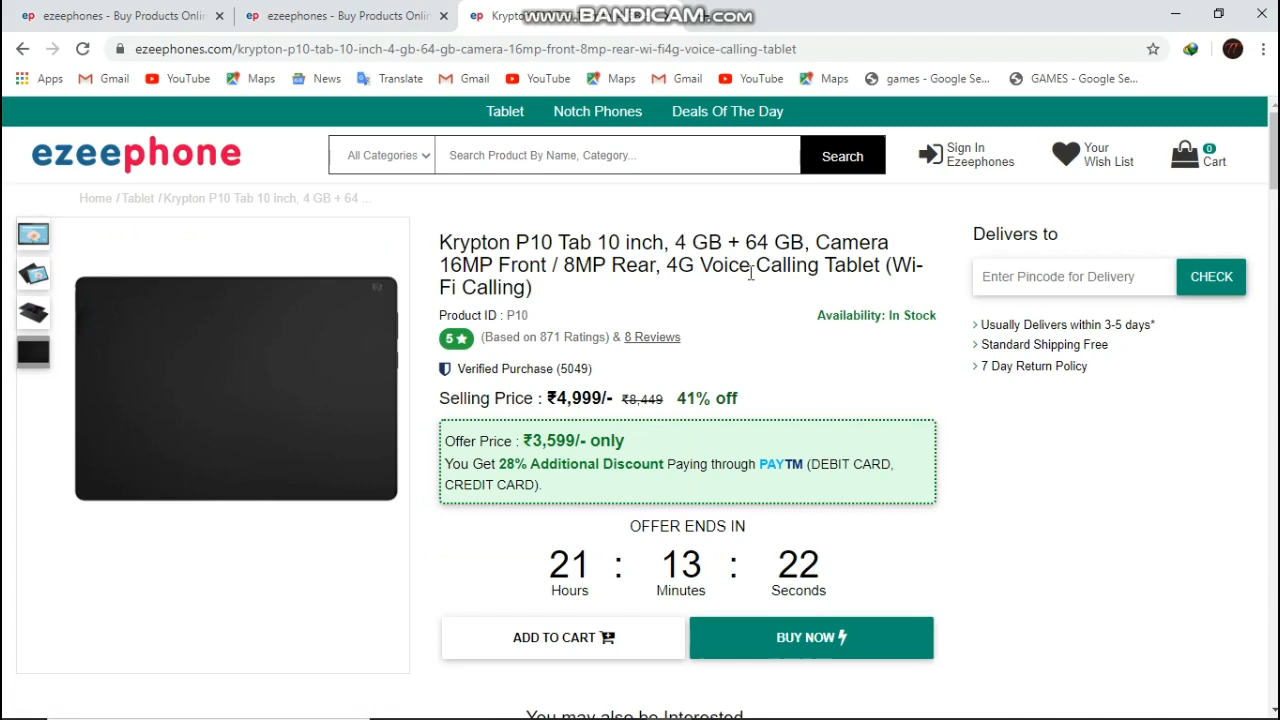 ezeephones - Buy Products Onlin
ezeephones - Buy Products Onlin
Krypton
www.BANDICAM.com
ezeephones.com/krypton-p10-tab-10-inch-4-gb-64-gb-camera-16mp-front-8mp-rear-wi-fi4g-voice-calling-tablet
Apps Gmail YouTube Maps News Translate Gmail YouTube Maps Gmail YouTube Maps games - Google Se... GAMES - Google Se...
Tablet Notch Phones Deals Of The Day
ezeephone
All Categories
Search Product By Name, Category...
Search
Sign In
Ezeephones
Your
Wish List
0
Cart
Home / Tablet / Krypton P10 Tab 10 inch, 4 GB + 64 ...
Krypton P10 Tab 10 inch, 4 GB + 64 GB, Camera
16MP Front / 8MP Rear, 4G Voice Calling Tablet (Wi-
Fi Calling)
Product ID : P10
Availability: In Stock
5 ★ (Based on 871 Ratings) & 8 Reviews
Verified Purchase (5049)
Selling Price : ₹4,999/- ₹8,449 41% off
Offer Price : ₹3,599/- only
You Get 28% Additional Discount Paying through PAYTM (DEBIT CARD,
CREDIT CARD).
OFFER ENDS IN
21 : 13 : 22
Hours Minutes Seconds
ADD TO CART
BUY NOW
Delivers to
Enter Pincode for Delivery
CHECK
Usually Delivers within 3-5 days*
Standard Shipping Free
7 Day Return Policy
You may also be Interested